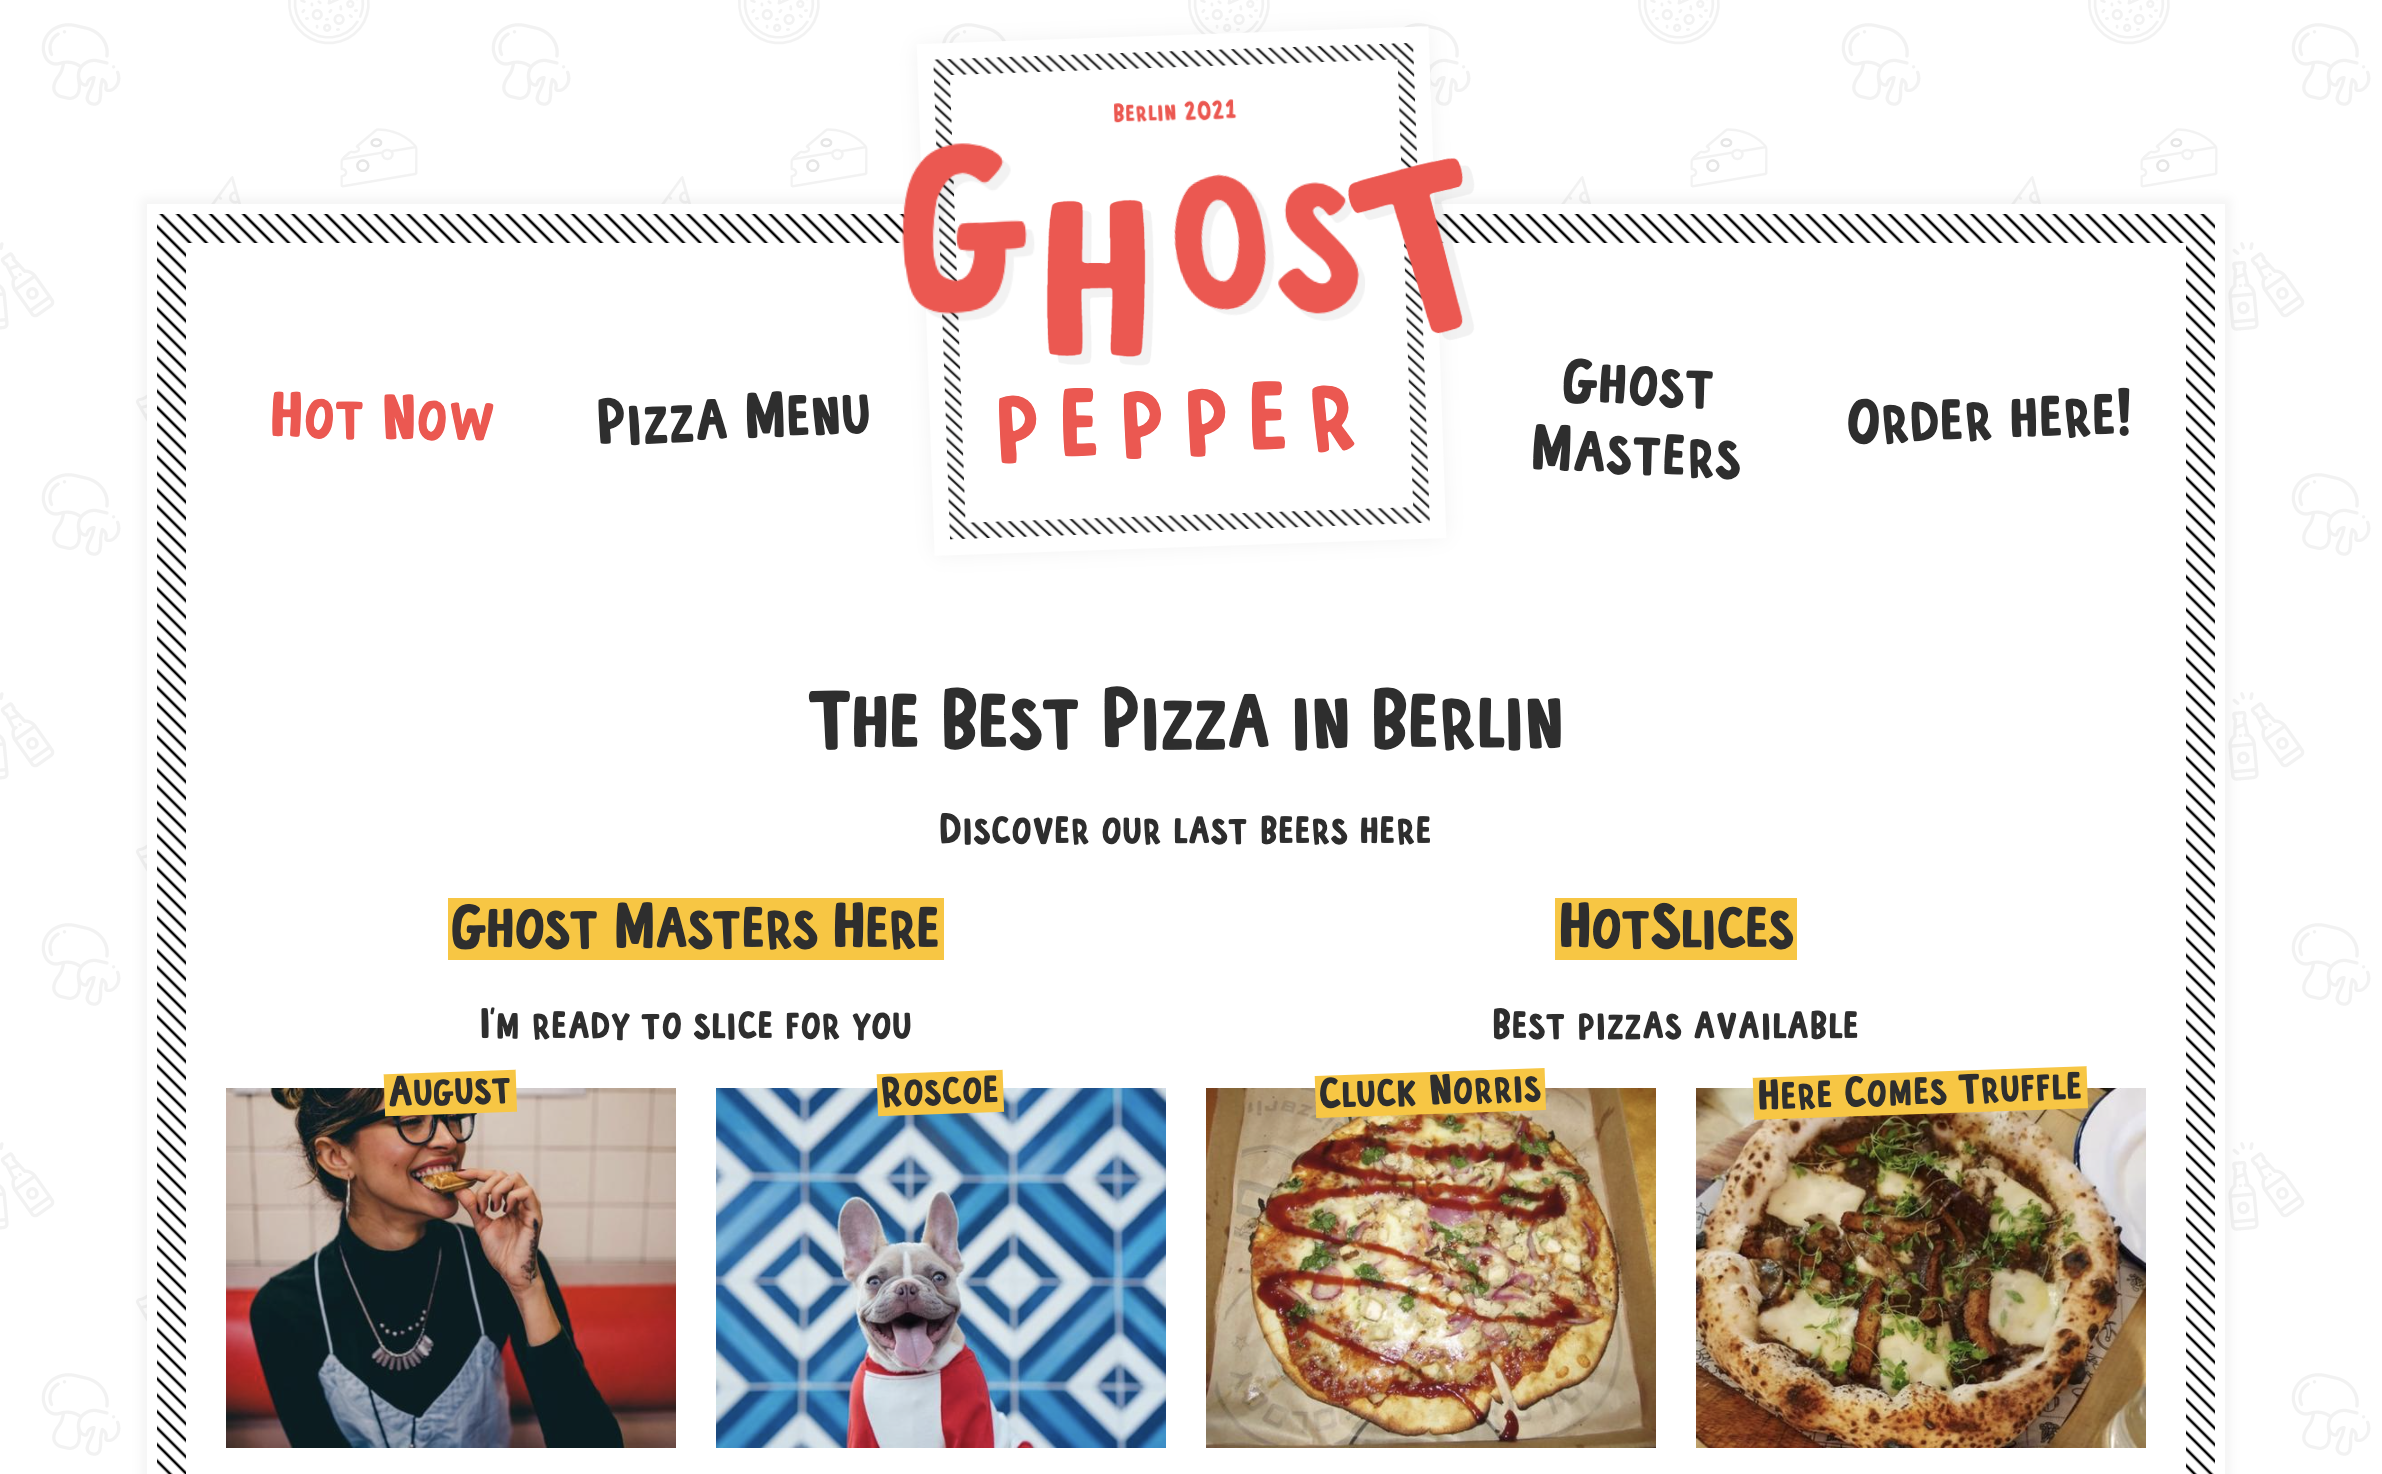 Berlin 2021
Ghost
PEPPER
Hot Now
Pizza Menu
Ghost
Masters
Order here!
The Best Pizza in Berlin
Discover our last beers here
Ghost Masters Here
HotSlices
I'm ready to slice for you
Best pizzas available
August
Roscoe
Cluck Norris
Here Comes Truffle